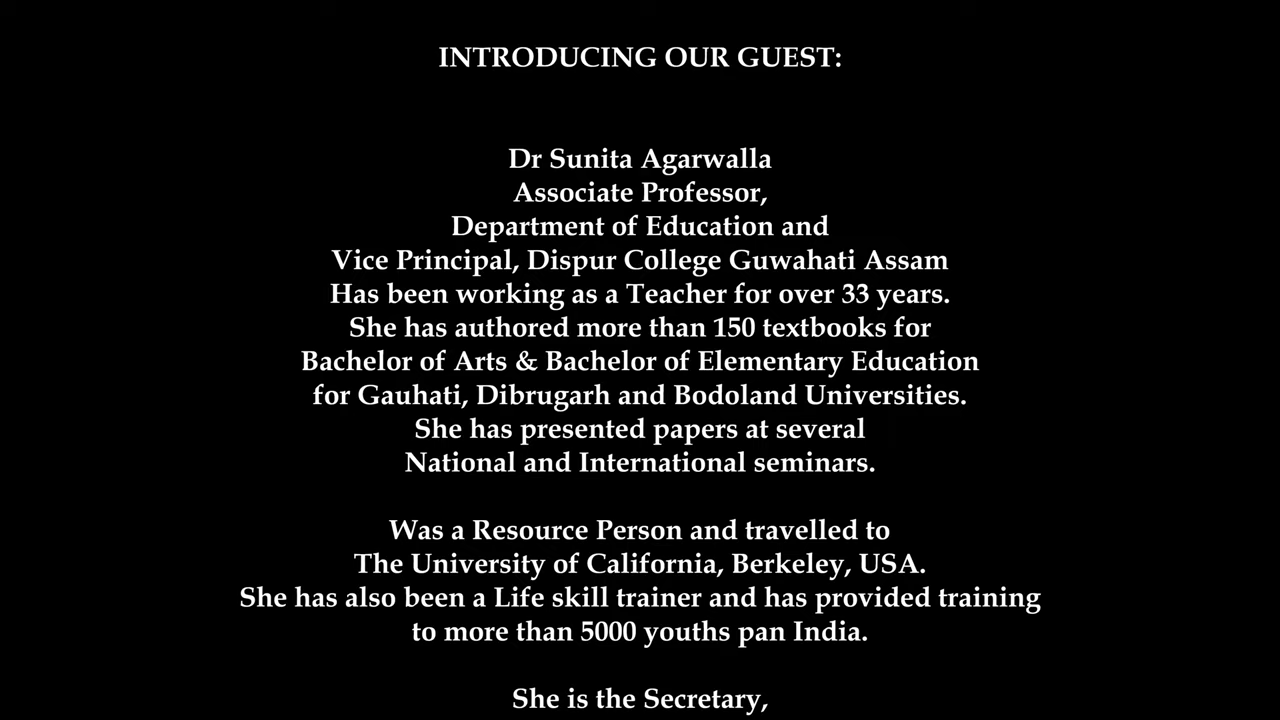 INTRODUCING OUR GUEST:
Dr Sunita Agarwalla
Associate Professor,
Department of Education and
Vice Principal, Dispur College Guwahati Assam
Has been working as a Teacher for over 33 years.
She has authored more than 150 textbooks for
Bachelor of Arts & Bachelor of Elementary Education
for Gauhati, Dibrugarh and Bodoland Universities.
She has presented papers at several
National and International seminars.
Was a Resource Person and travelled to
The University of California, Berkeley, USA.
She has also been a Life skill trainer and has provided training
to more than 5000 youths pan India.
She is the Secretary,